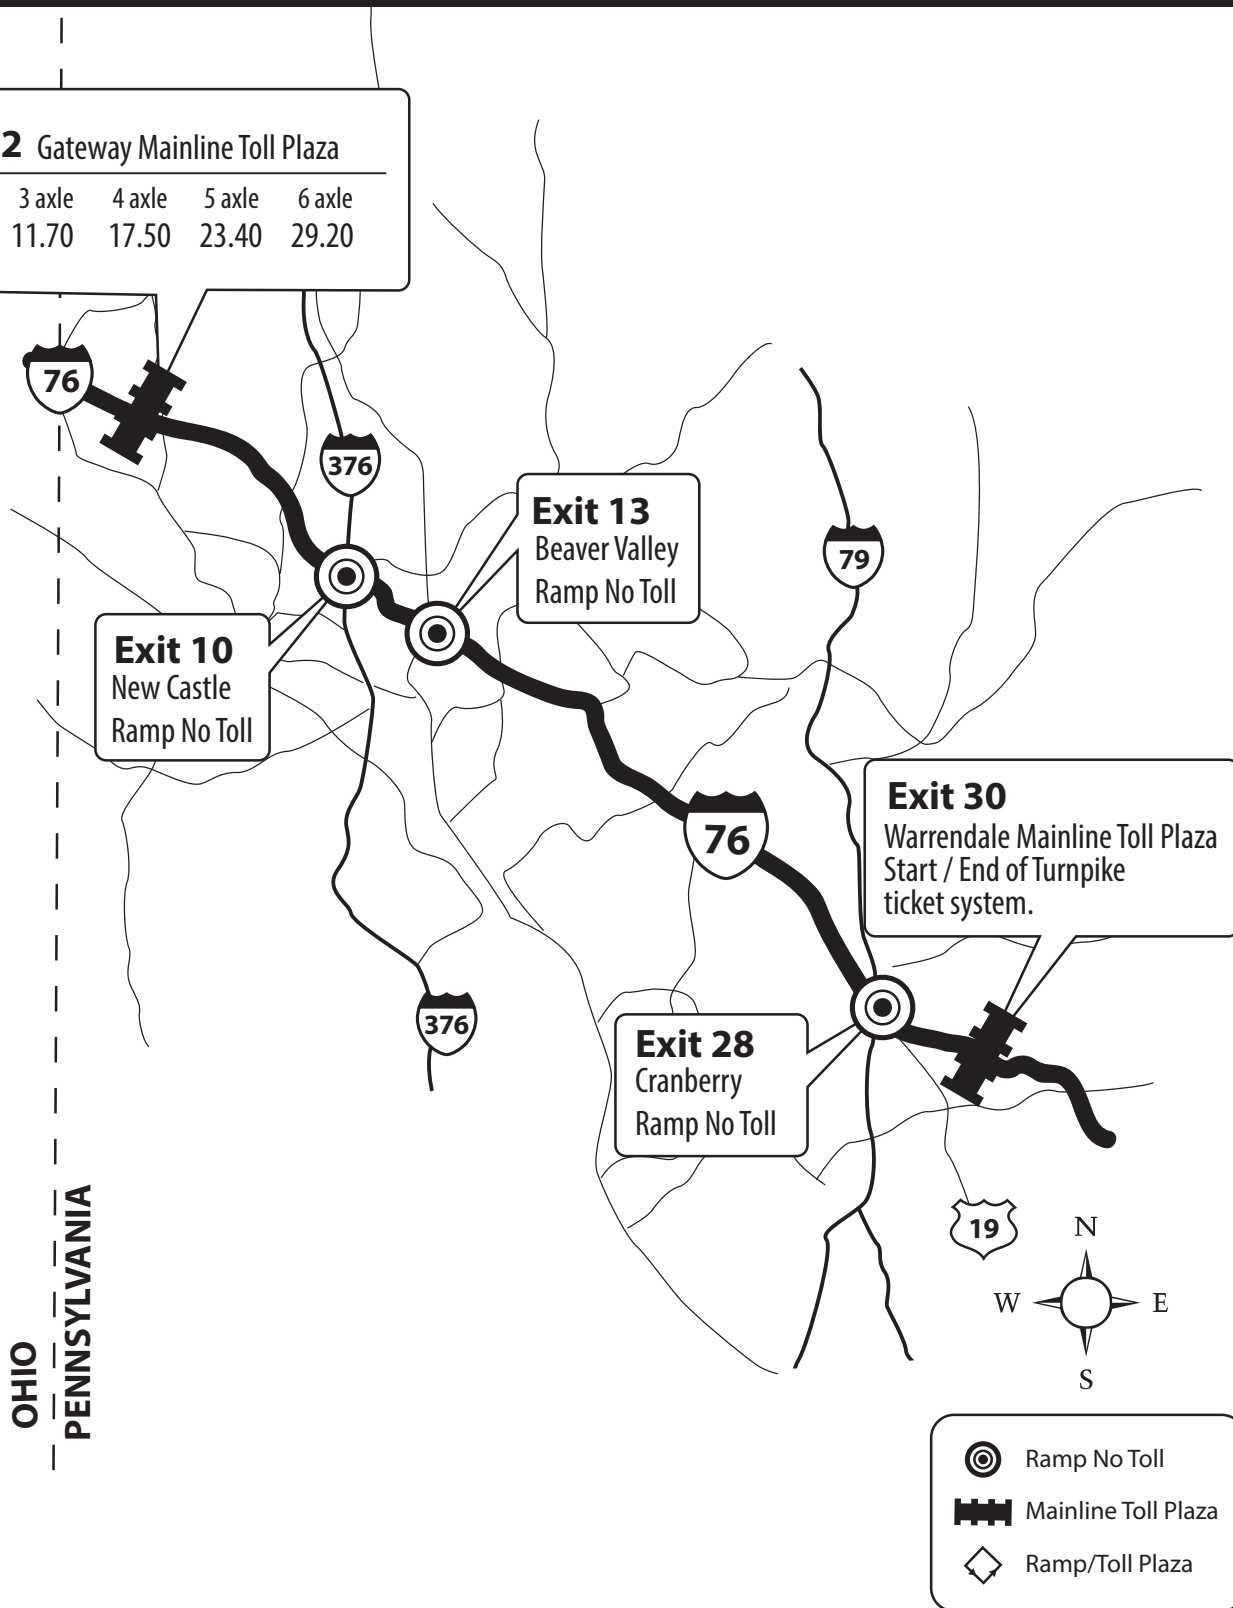 2 Gateway Mainline Toll Plaza
3 axle 4 axle 5 axle 6 axle
11.70 17.50 23.40 29.20
76
376
Exit 13
Beaver Valley
Ramp No Toll
79
Exit 10
New Castle
Ramp No Toll
Exit 30
Warrendale Mainline Toll Plaza
Start / End of Turnpike
ticket system.
76
376
Exit 28
Cranberry
Ramp No Toll
19
N
W E
S
OHIO
PENNSYLVANIA
Ramp No Toll
Mainline Toll Plaza
Ramp/Toll Plaza